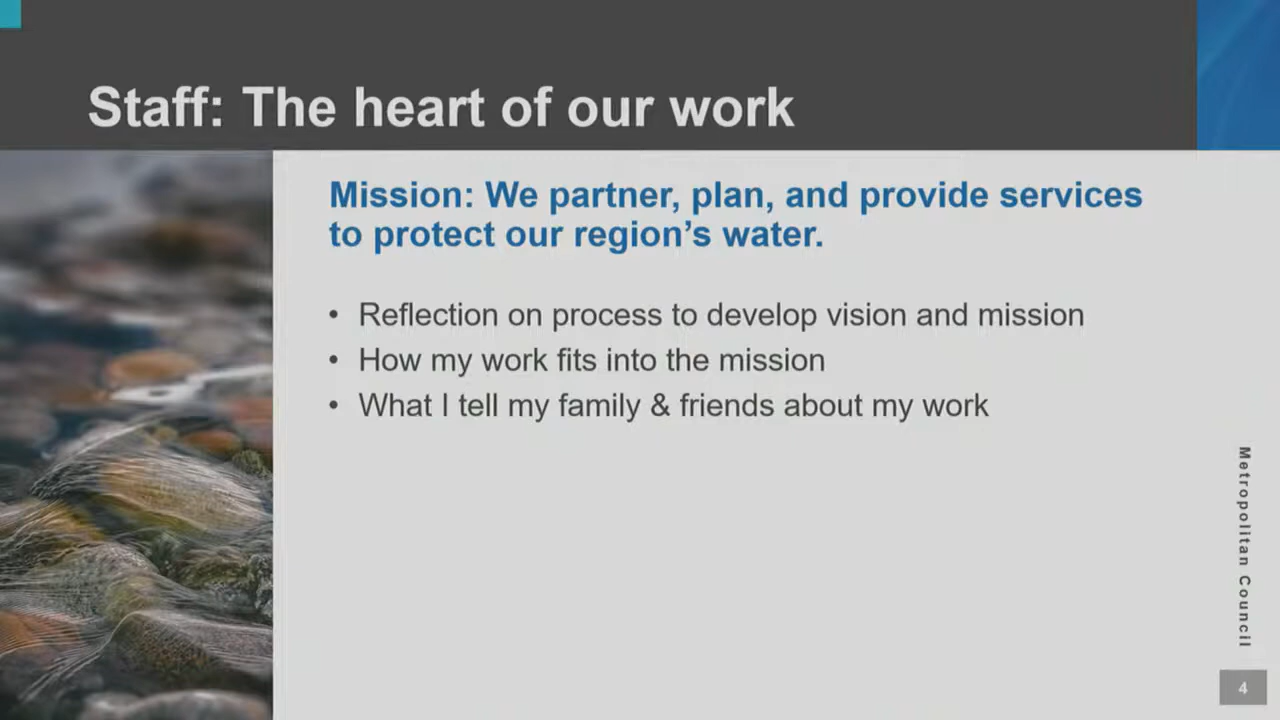 Staff: The heart of our work
Mission: We partner, plan, and provide services
to protect our region’s water.
• Reflection on process to develop vision and mission
• How my work fits into the mission
• What I tell my family & friends about my work
Metropolitan Council
4